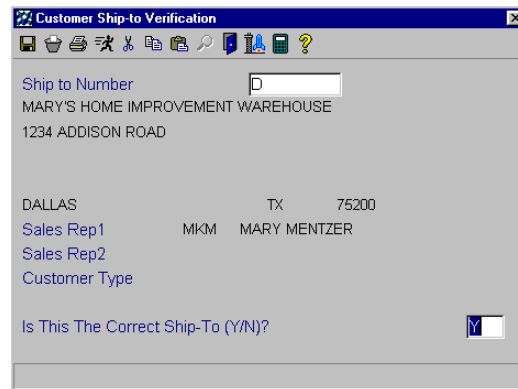 Customer Ship-to Verification
Ship to Number D
MARY'S HOME IMPROVEMENT WAREHOUSE
1234 ADDISON ROAD
DALLAS TX 75200
Sales Rep1 MKM MARY MENTZER
Sales Rep2
Customer Type
Is This The Correct Ship-To (Y/N)? Y